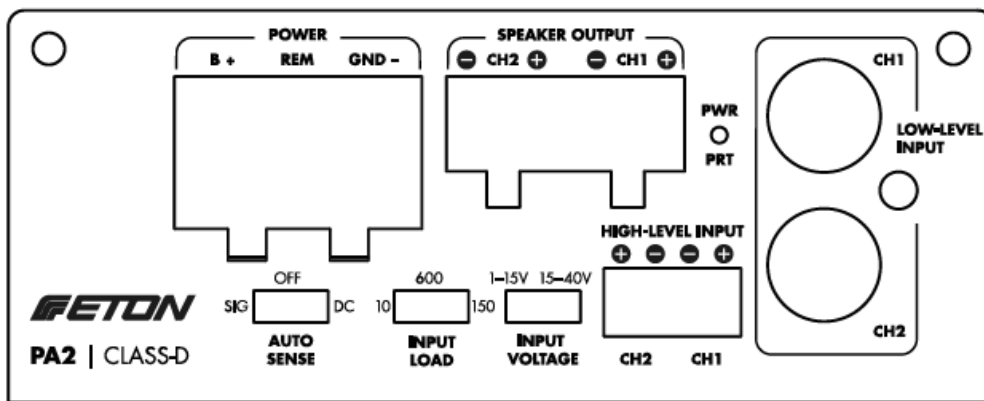 POWER
B + REM GND –
SPEAKER OUTPUT
– CH2 + – CH1 +
PWR
PRT
CH1
LOW-LEVEL
INPUT
CH2
HIGH-LEVEL INPUT
+ – – +
CH2 CH1
OFF
SIG DC
AUTO
SENSE
600
10 150
INPUT
LOAD
1–15V 15–40V
INPUT
VOLTAGE
ETON
PA2 | CLASS-D